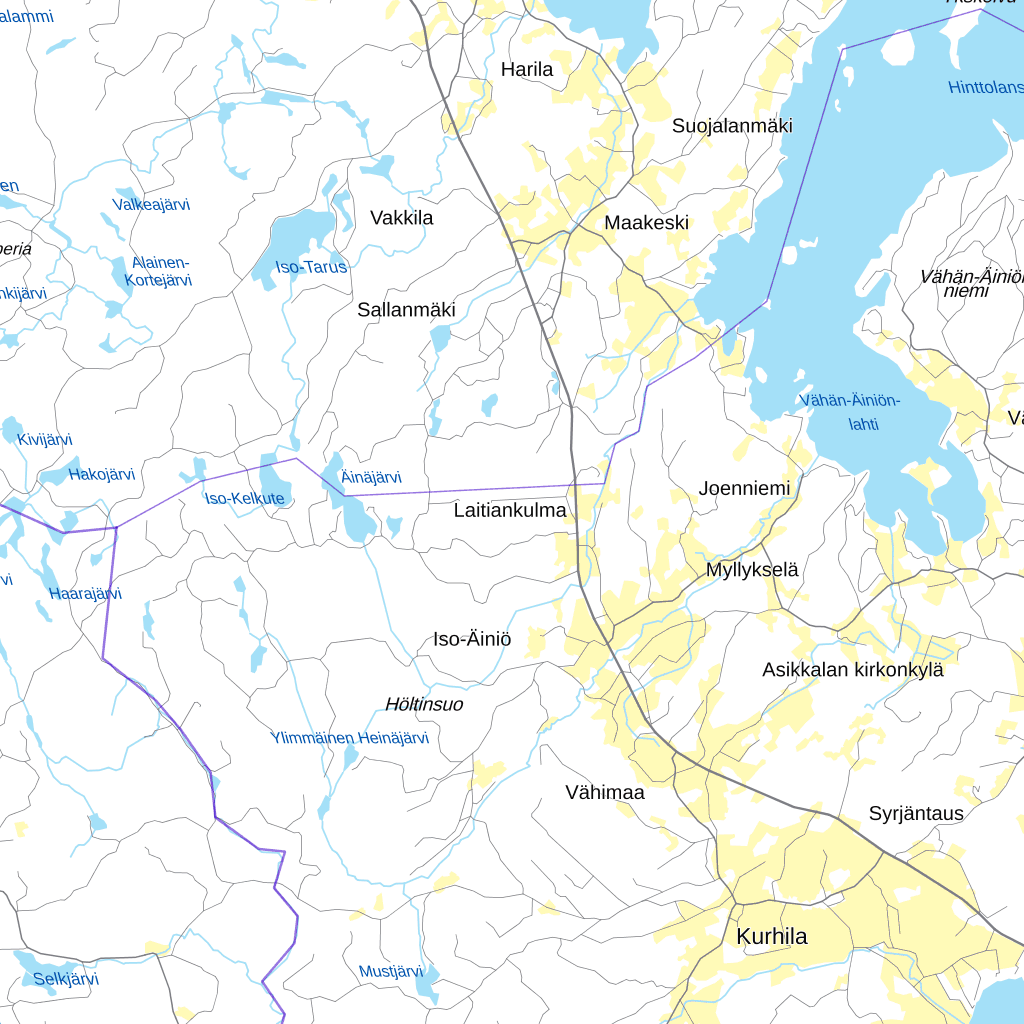 Harila
Hinttolans
Suojalanmäki
Valkeajärvi
Vakkila
Maakeski
Alainen-
Kortejärvi
Iso-Tarus
Vähän-Äiniön
niemi
Sallanmäki
Vähän-Äiniön-
lahti
Kivijärvi
Hakojärvi
Äinäjärvi
Iso-Kelkute
Joenniemi
Laitiankulma
Myllykselä
Haarajärvi
Iso-Äiniö
Asikkalan kirkonkylä
Höltinsuo
Ylimmäinen Heinäjärvi
Vähimaa
Syrjäntaus
Kurhila
Selkjärvi
Mustjärvi